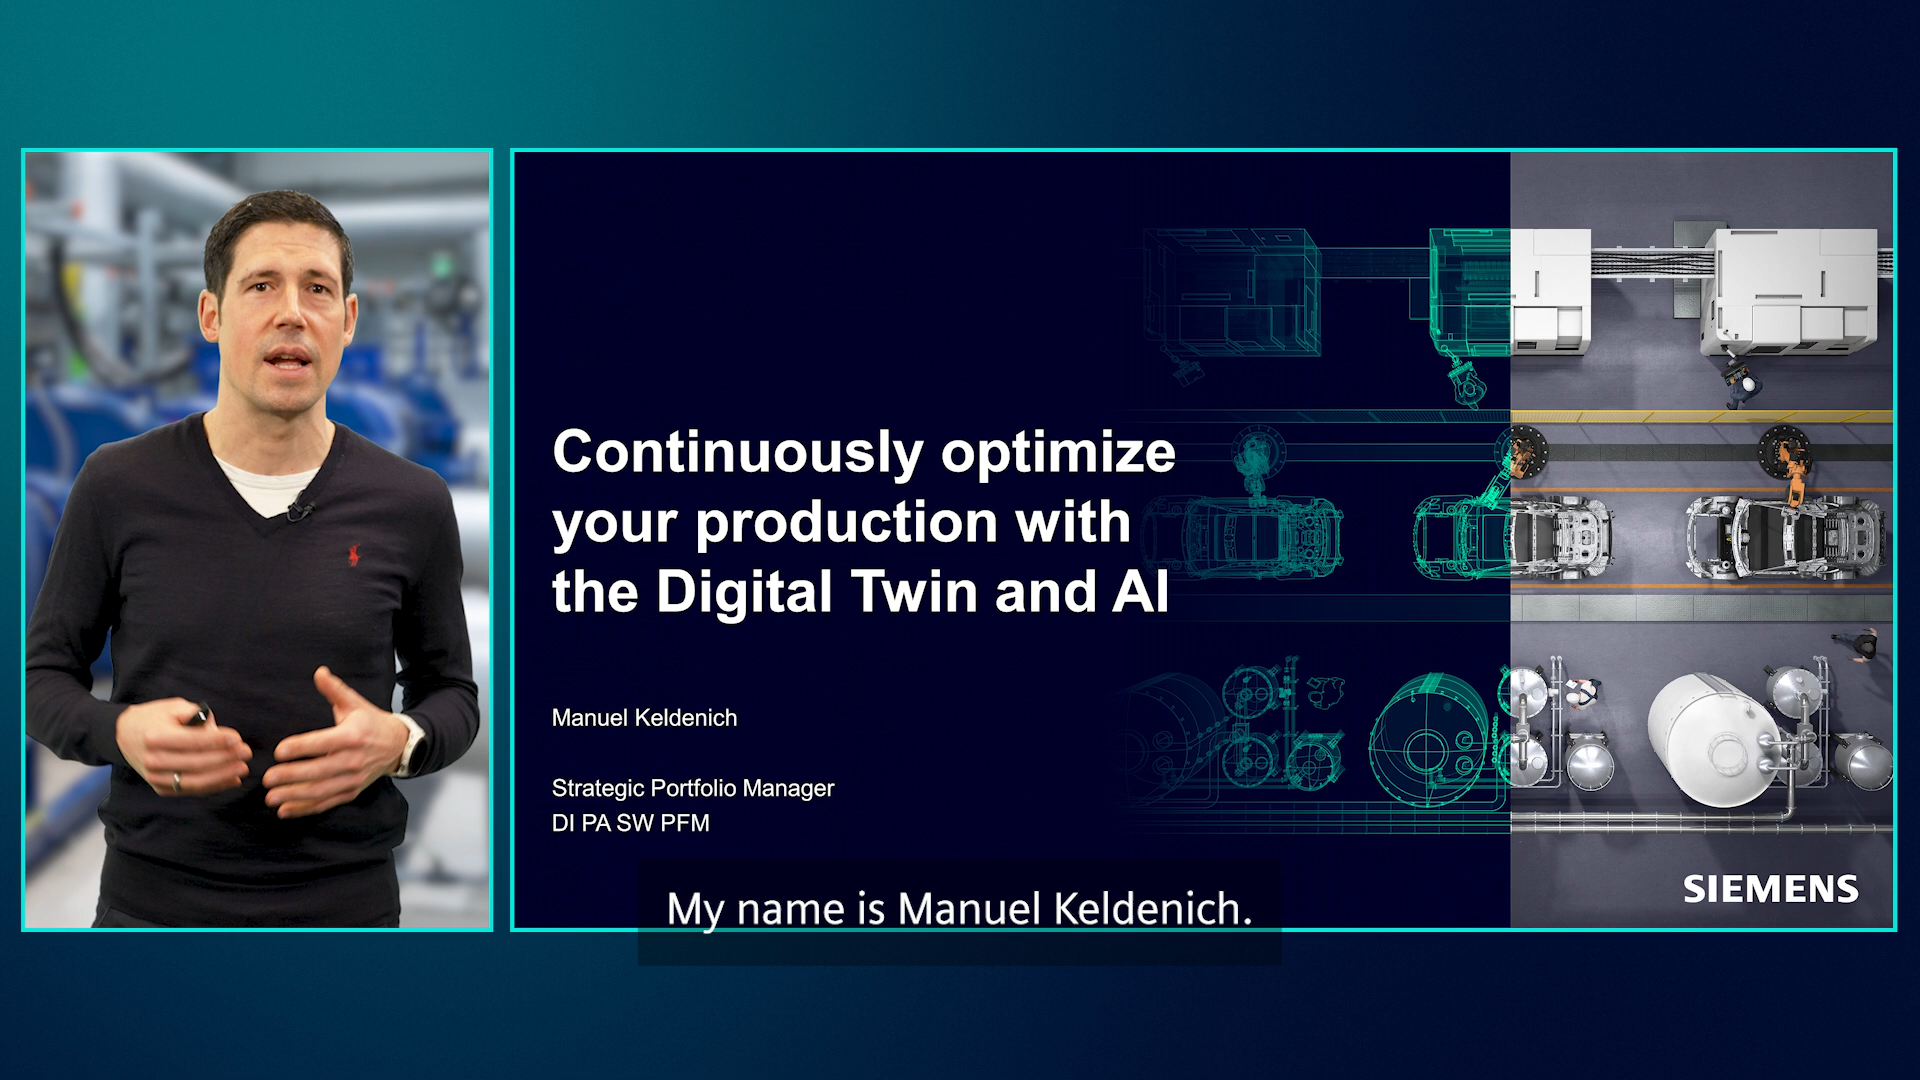 Continuously optimize
your production with
the Digital Twin and AI
Manuel Keldenich
Strategic Portfolio Manager
DI PA SW PFM
SIEMENS
My name is Manuel Keldenich.